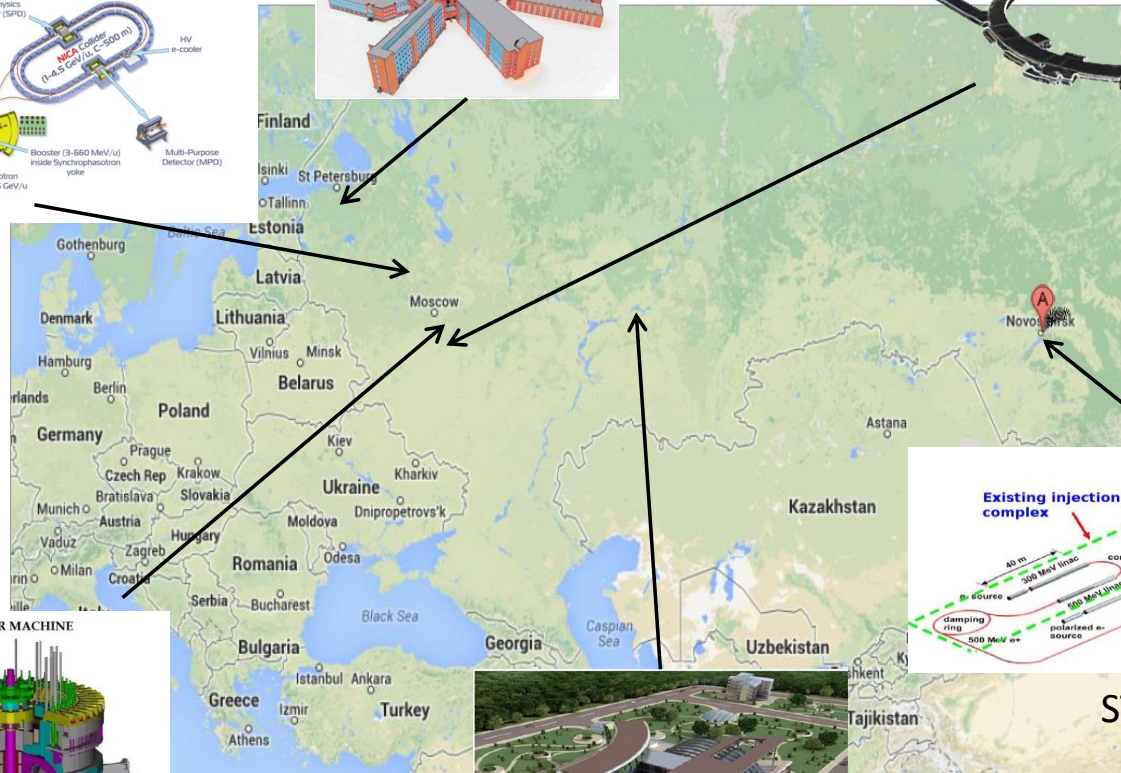 NICA Collider
(1-4,5 GeV/u, C~500 m)
HV
e-cooler
Booster (3-660 MeV/u)
inside Synchrophasotron
yoke
Multi-Purpose
Detector (MPD)
(SPD)
GeV/u
Finland
St Petersburg
Tallinn
Estonia
Baltic Sea
Gothenburg
Latvia
Moscow
Denmark
Lithuania
Vilnius
Minsk
Hamburg
Belarus
Berlin
Poland
Germany
Prague
Czech Rep
Krakow
Kiev
Kharkiv
Bratislava
Slovakia
Ukraine
Munich
Austria
Dnipropetrovs'k
Vaduz
Hungary
Moldova
Zagreb
Milan
Croatia
Romania
Odesa
Serbia
Bucharest
Black Sea
Bulgaria
Georgia
Caspian
Sea
Istanbul
Ankara
Greece
Izmir
Turkey
Athens
A
Astana
Kazakhstan
Uzbekistan
Tajikistan
R MACHINE
Existing injection
complex
40 m
300 MeV linac
e- source
500 MeV linac
damping
ring
500 MeV e+
polarized e-
source